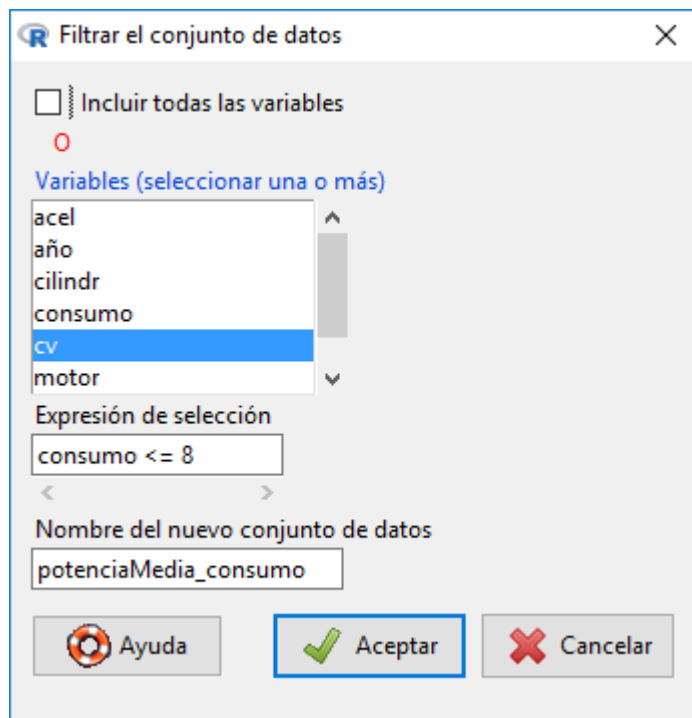 Filtrar el conjunto de datos
Incluir todas las variables
O
Variables (seleccionar una o más)
acel
año
cilindr
consumo
cv
motor
Expresión de selección
consumo <= 8
Nombre del nuevo conjunto de datos
potenciaMedia_consumo
Ayuda Aceptar Cancelar